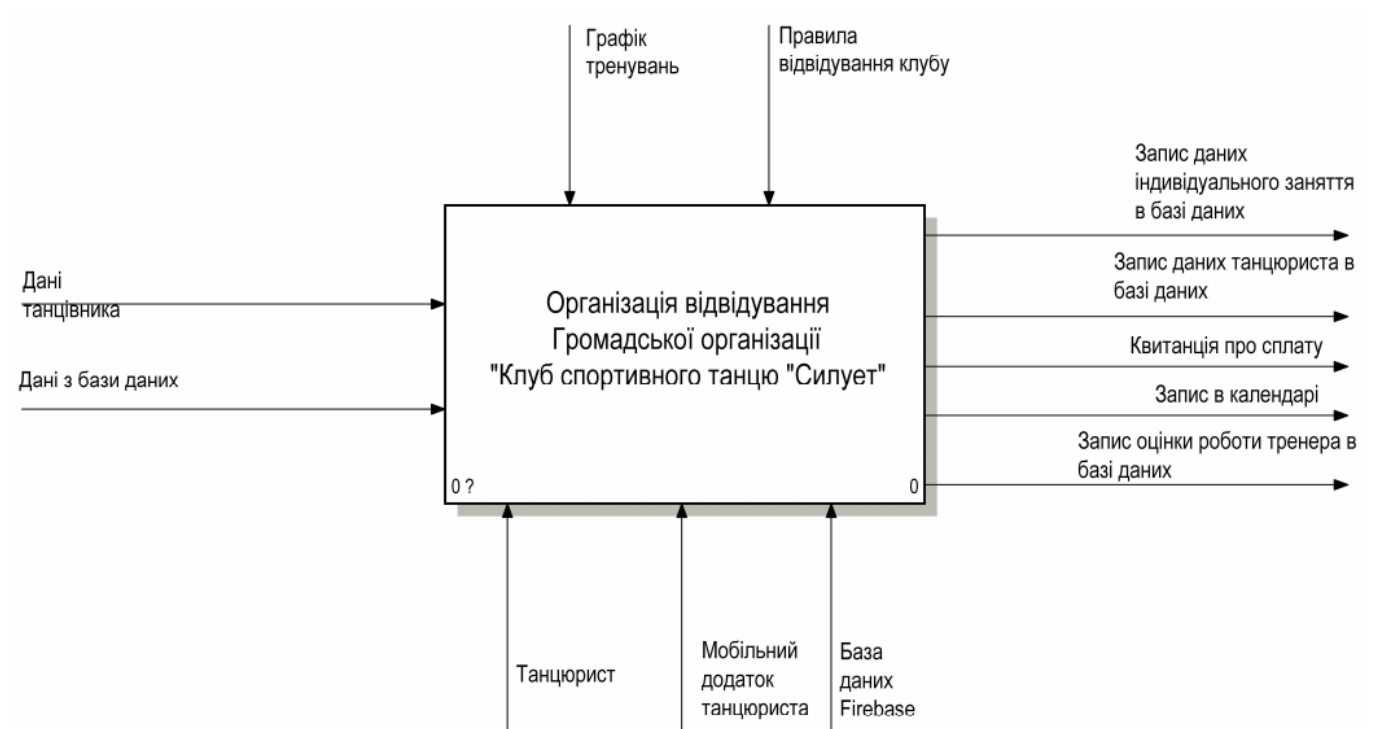 Графік
тренувань
Правила
відвідування клубу
Запис даних
індивідуального заняття
в базі даних
Дані
танцівника
Запис даних танцюриста в
базі даних
Організація відвідування
Громадської організації
"Клуб спортивного танцю "Силует"
Квитанція про сплату
Дані з бази даних
Запис в календарі
Запис оцінки роботи тренера в
базі даних
0 ?
0
Танцюрист
Мобільний
додаток
танцюриста
База
даних
Firebase